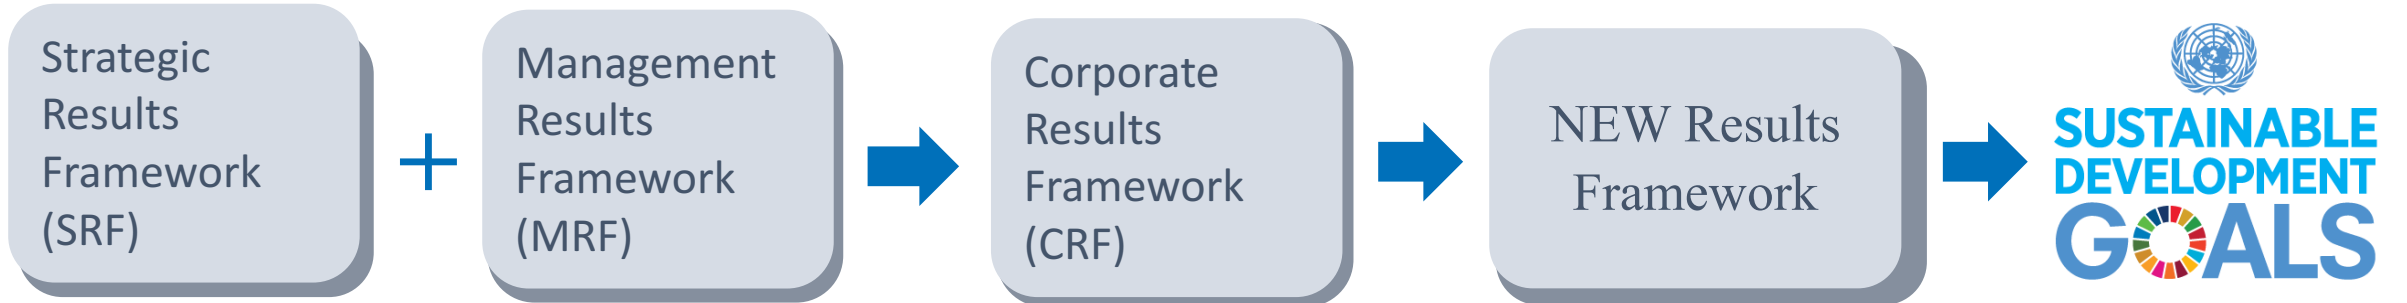 Strategic
Results
Framework
(SRF)
+
Management
Results
Framework
(MRF)
Corporate
Results
Framework
(CRF)
NEW Results
Framework
SUSTAINABLE
DEVELOPMENT
GOALS